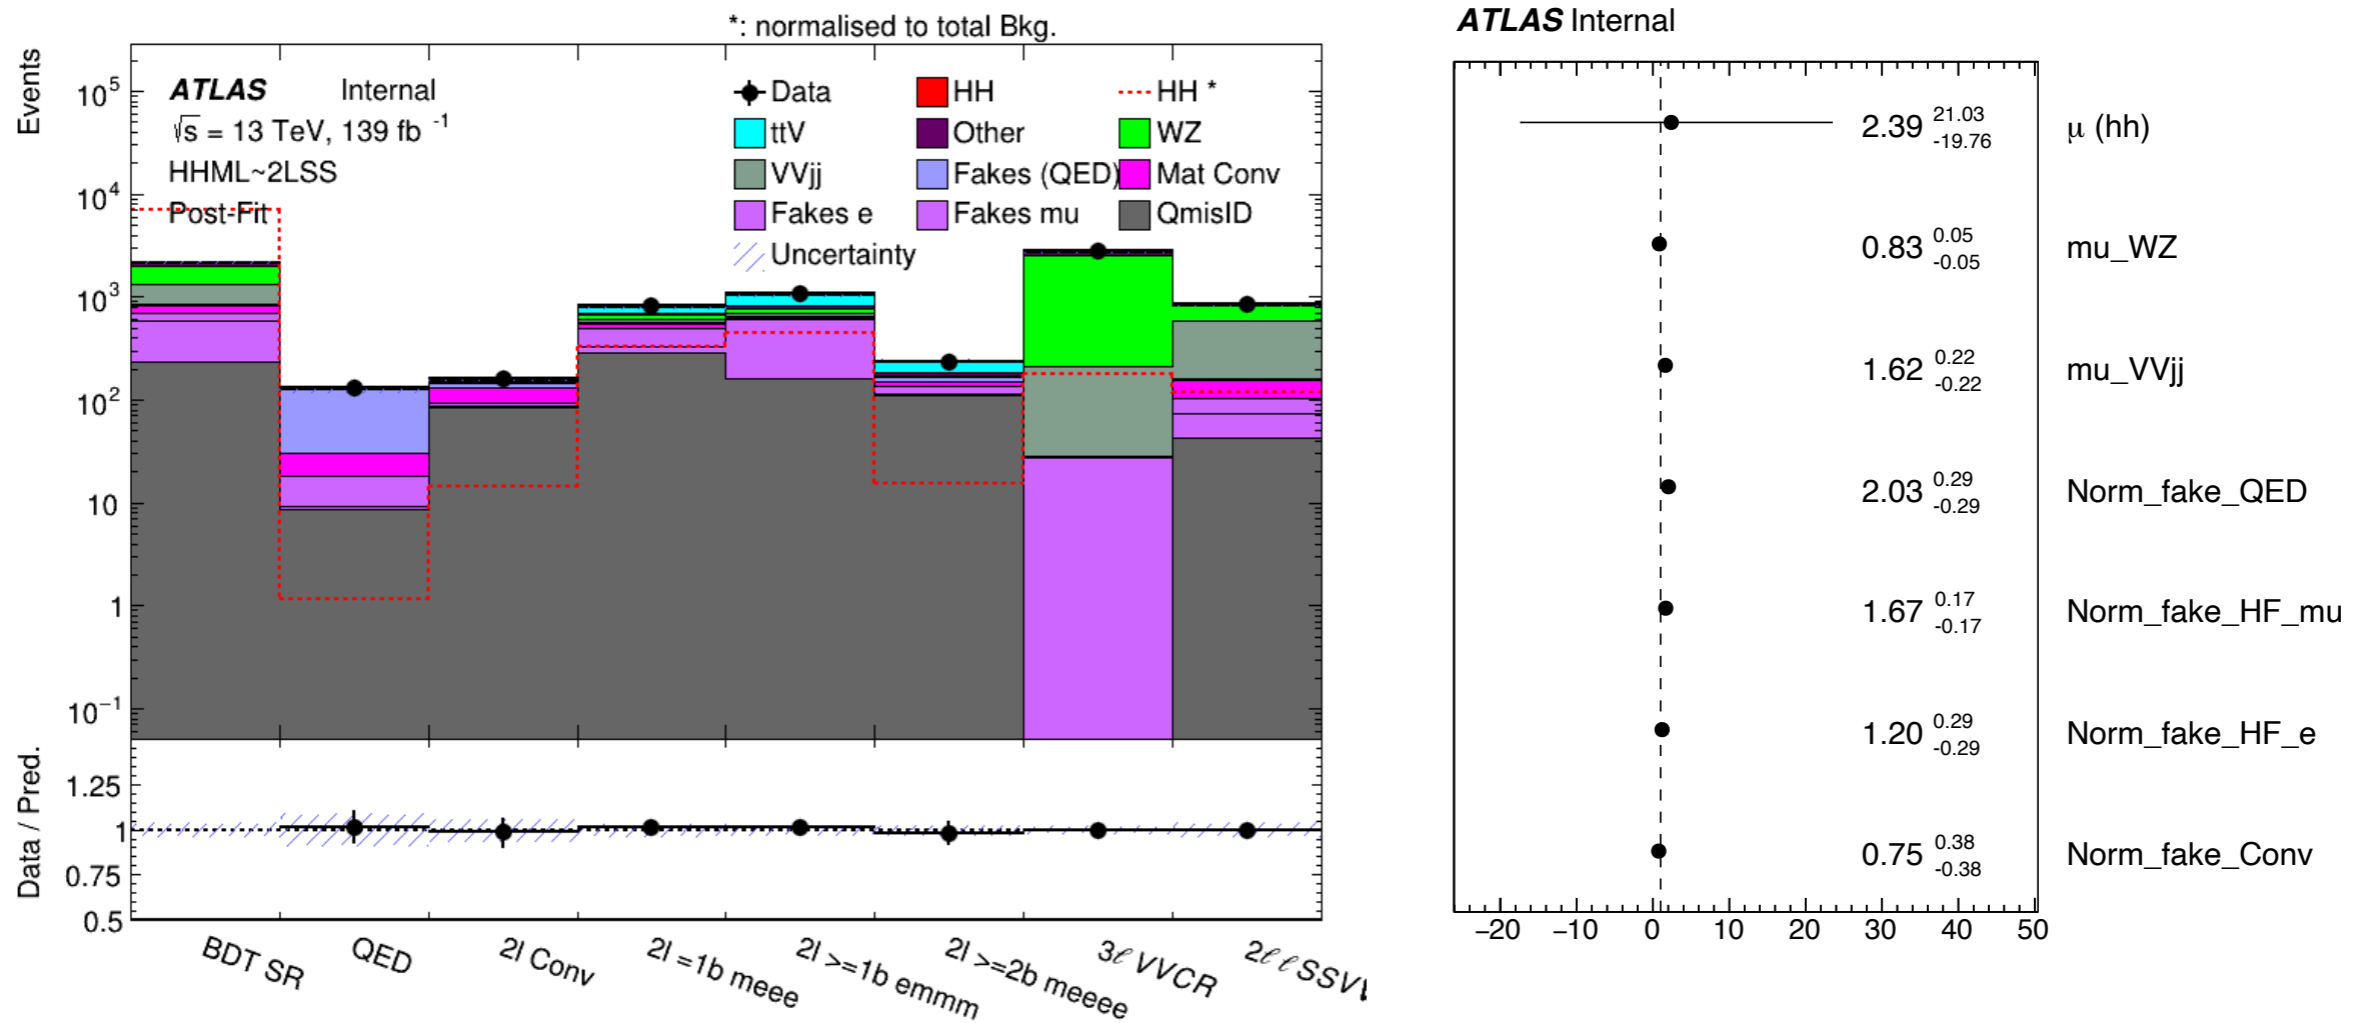 *: normalised to total Bkg.
Events
ATLAS Internal
√s = 13 TeV, 139 fb -1
HHML~2LSS
Post-Fit
Data HH HH *
ttV Other WZ
VVjj Fakes (QED) Mat Conv
Fakes e Fakes mu QmisID
Uncertainty
10^5
10^4
10^3
10^2
10
1
10^−1
Data / Pred.
1.25
1
0.75
0.5
BDT SR
QED
2l Conv
2l =1b meee
2l >=1b emmm
2l >=2b meeee
3ℓ VVCR
2ℓ ℓ SSV
ATLAS Internal
2.39 21.03 -19.76 μ (hh)
0.83 0.05 -0.05 mu_WZ
1.62 0.22 -0.22 mu_VVjj
2.03 0.29 -0.29 Norm_fake_QED
1.67 0.17 -0.17 Norm_fake_HF_mu
1.20 0.29 -0.29 Norm_fake_HF_e
0.75 0.38 -0.38 Norm_fake_Conv
−20 −10 0 10 20 30 40 50